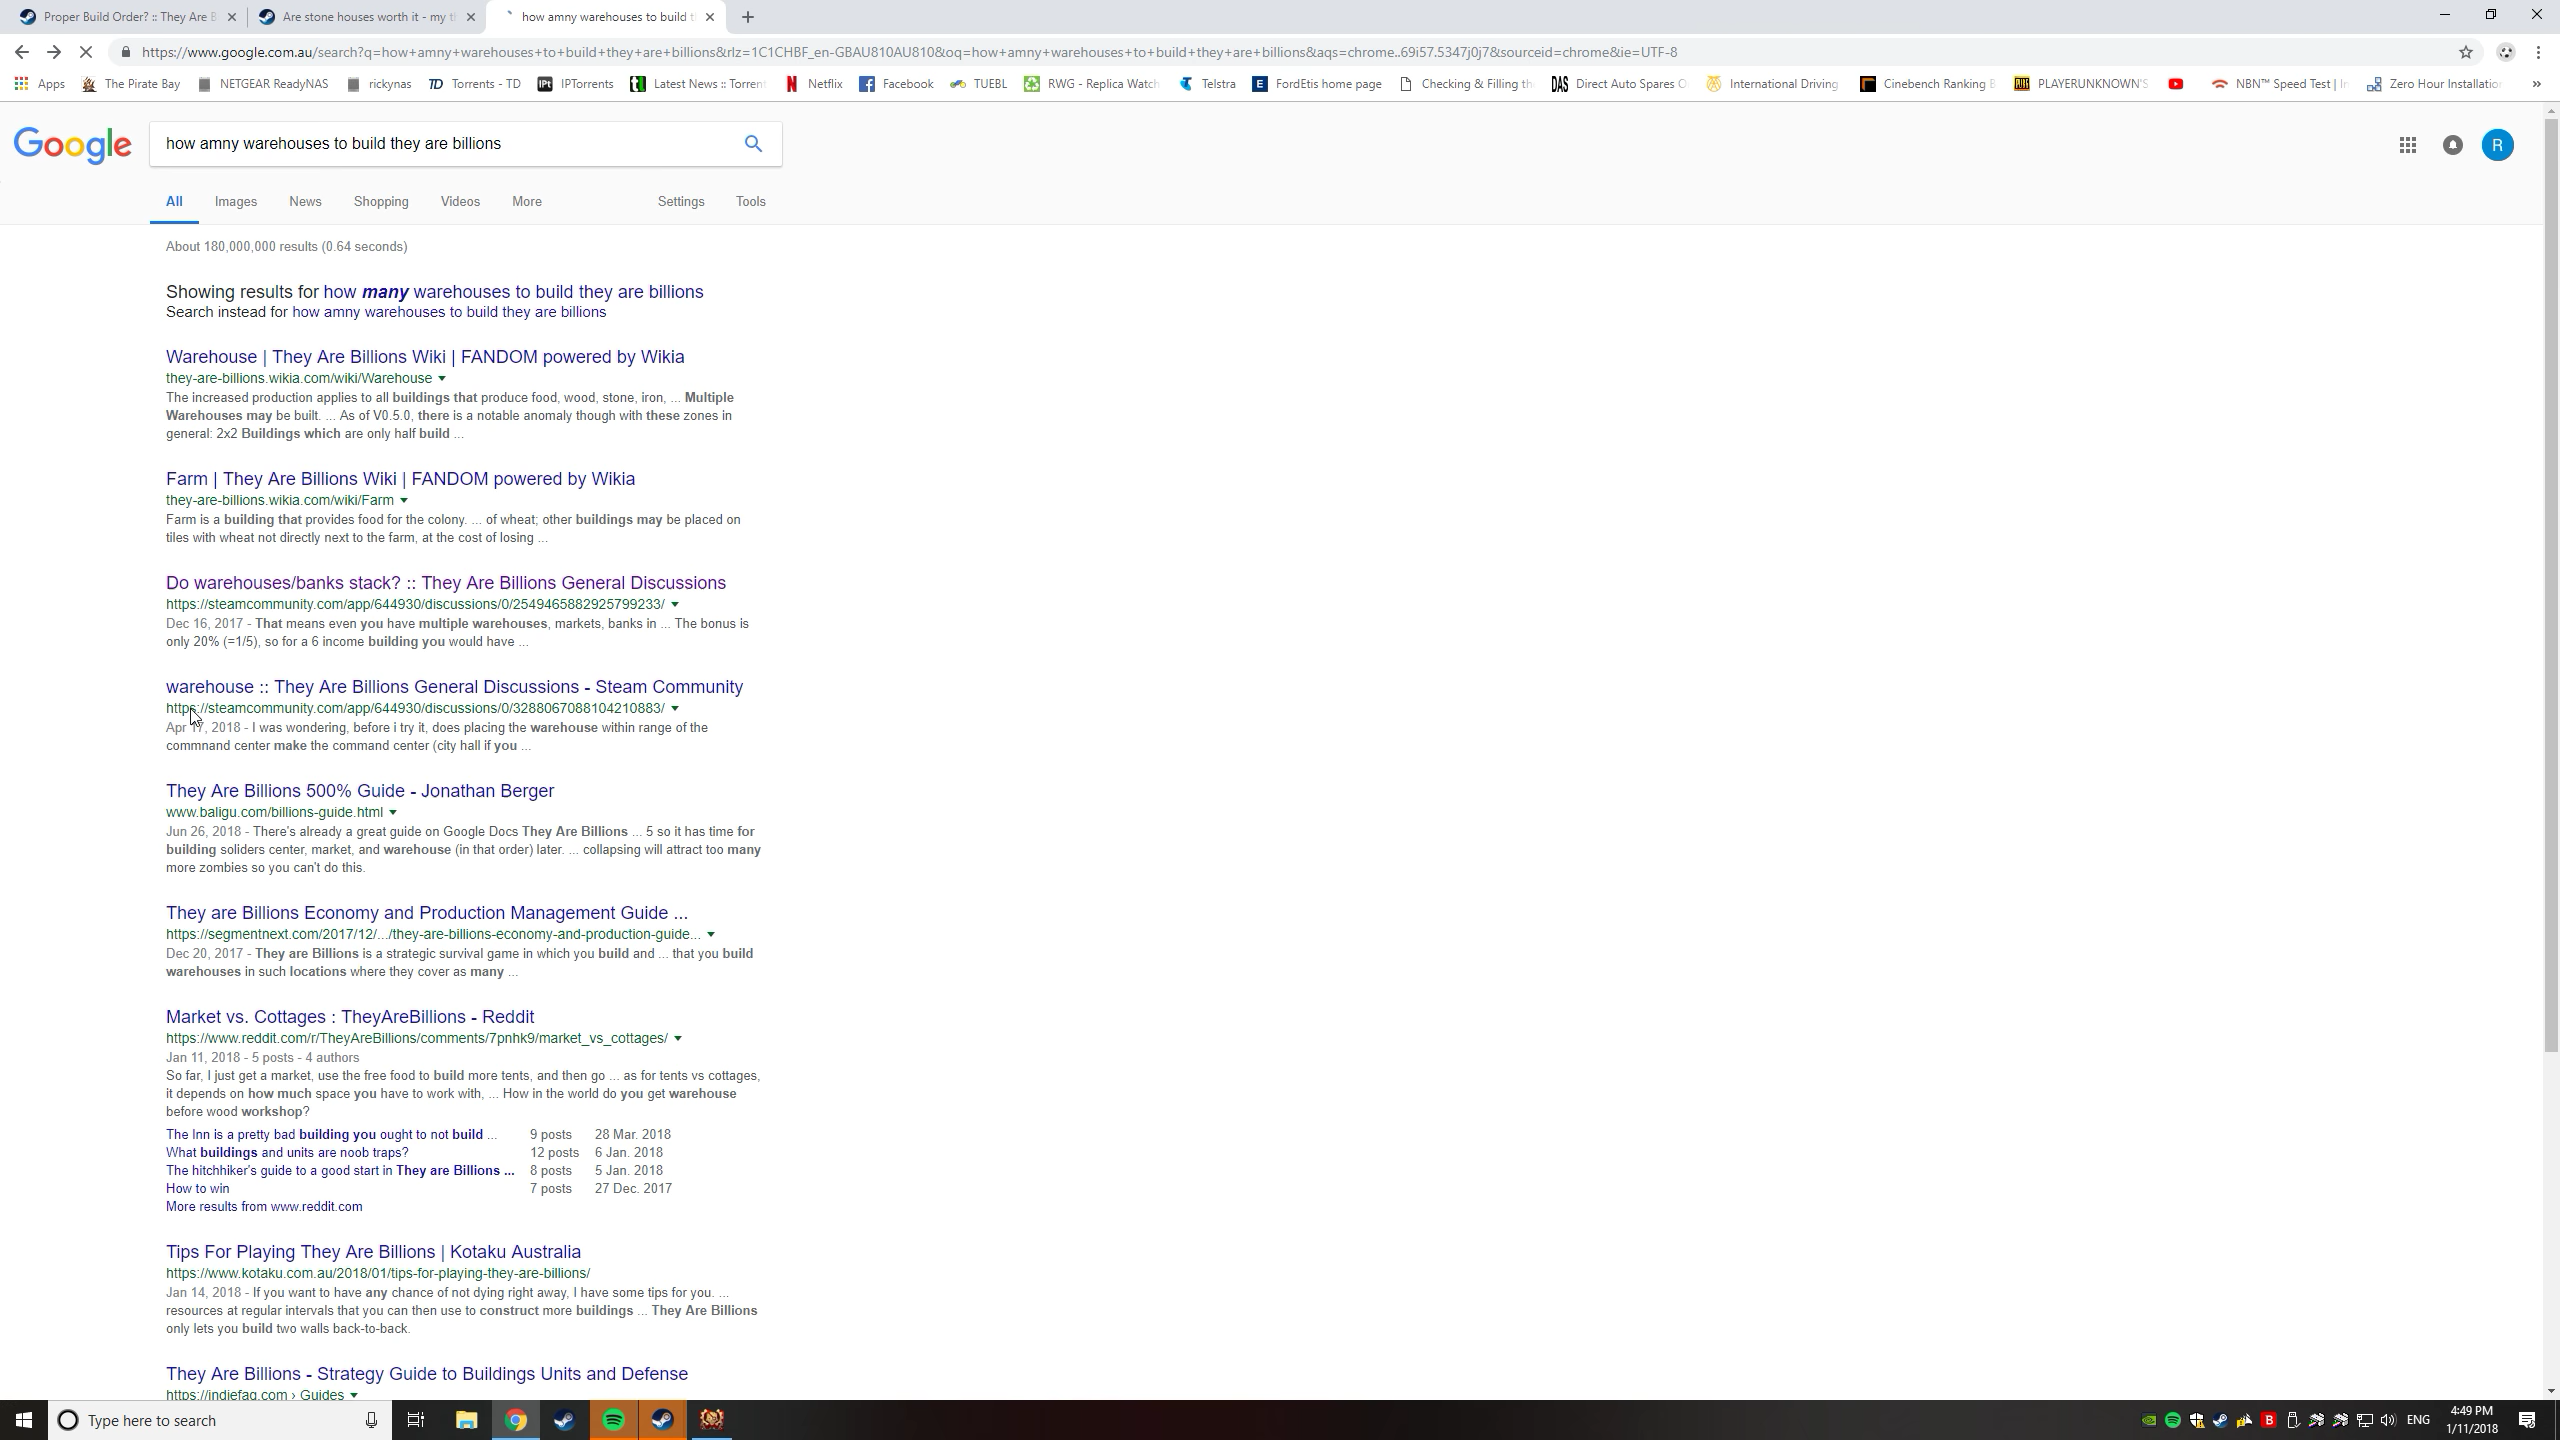 Proper Build Order? :: They Are B
Are stone houses worth it - my t
how amny warehouses to build t
https://www.google.com.au/search?q=how+amny+warehouses+to+build+they+are+billions&rlz=1C1CHBF_en-GBAU810AU810&oq=how+amny+warehouses+to+build+they+are+billions&aqs=chrome..69i57.5347j0j7&sourceid=chrome&ie=UTF-8
Apps The Pirate Bay NETGEAR ReadyNAS rickynas TD Torrents - TD IPT IPTorrents Latest News :: Torrent Netflix Facebook TUEBL RWG - Replica Watch Telstra E FordEtis home page Checking & Filling th DAS Direct Auto Spares O International Driving Cinebench Ranking PLAYERUNKNOWN'S NBN™ Speed Test | In Zero Hour Installatio »
Google how amny warehouses to build they are billions R
All Images News Shopping Videos More Settings Tools
About 180,000,000 results (0.64 seconds)
Showing results for how many warehouses to build they are billions
Search instead for how amny warehouses to build they are billions
Warehouse | They Are Billions Wiki | FANDOM powered by Wikia
they-are-billions.wikia.com/wiki/Warehouse
The increased production applies to all buildings that produce food, wood, stone, iron, ... Multiple
Warehouses may be built. ... As of V0.5.0, there is a notable anomaly though with these zones in
general: 2x2 Buildings which are only half build ...
Farm | They Are Billions Wiki | FANDOM powered by Wikia
they-are-billions.wikia.com/wiki/Farm
Farm is a building that provides food for the colony. ... of wheat; other buildings may be placed on
tiles with wheat not directly next to the farm, at the cost of losing ...
Do warehouses/banks stack? :: They Are Billions General Discussions
https://steamcommunity.com/app/644930/discussions/0/2549465882925799233/
Dec 16, 2017 - That means even you have multiple warehouses, markets, banks in ... The bonus is
only 20% (=1/5), so for a 6 income building you would have ...
warehouse :: They Are Billions General Discussions - Steam Community
https://steamcommunity.com/app/644930/discussions/0/3288067088104210883/
Apr 17, 2018 - I was wondering, before i try it, does placing the warehouse within range of the
commnand center make the command center (city hall if you ...
They Are Billions 500% Guide - Jonathan Berger
www.baligu.com/billions-guide.html
Jun 26, 2018 - There's already a great guide on Google Docs They Are Billions ... 5 so it has time for
building soliders center, market, and warehouse (in that order) later. ... collapsing will attract too many
more zombies so you can't do this.
They are Billions Economy and Production Management Guide ...
https://segmentnext.com/2017/12/.../they-are-billions-economy-and-production-guide...
Dec 20, 2017 - They are Billions is a strategic survival game in which you build and ... that you build
warehouses in such locations where they cover as many ...
Market vs. Cottages : TheyAreBillions - Reddit
https://www.reddit.com/r/TheyAreBillions/comments/7pnhk9/market_vs_cottages/
Jan 11, 2018 - 5 posts - 4 authors
So far, I just get a market, use the free food to build more tents, and then go ... as for tents vs cottages,
it depends on how much space you have to work with, ... How in the world do you get warehouse
before wood workshop?
The Inn is a pretty bad building you ought to not build ... 9 posts 28 Mar. 2018
What buildings and units are noob traps? 12 posts 6 Jan. 2018
The hitchhiker's guide to a good start in They are Billions ... 8 posts 5 Jan. 2018
How to win 7 posts 27 Dec. 2017
More results from www.reddit.com
Tips For Playing They Are Billions | Kotaku Australia
https://www.kotaku.com.au/2018/01/tips-for-playing-they-are-billions/
Jan 14, 2018 - If you want to have any chance of not dying right away, I have some tips for you. ...
resources at regular intervals that you can then use to construct more buildings ... They Are Billions
only lets you build two walls back-to-back.
They Are Billions - Strategy Guide to Buildings Units and Defense
https://indiefaq.com › Guides
Type here to search
ENG
4:49 PM
1/11/2018